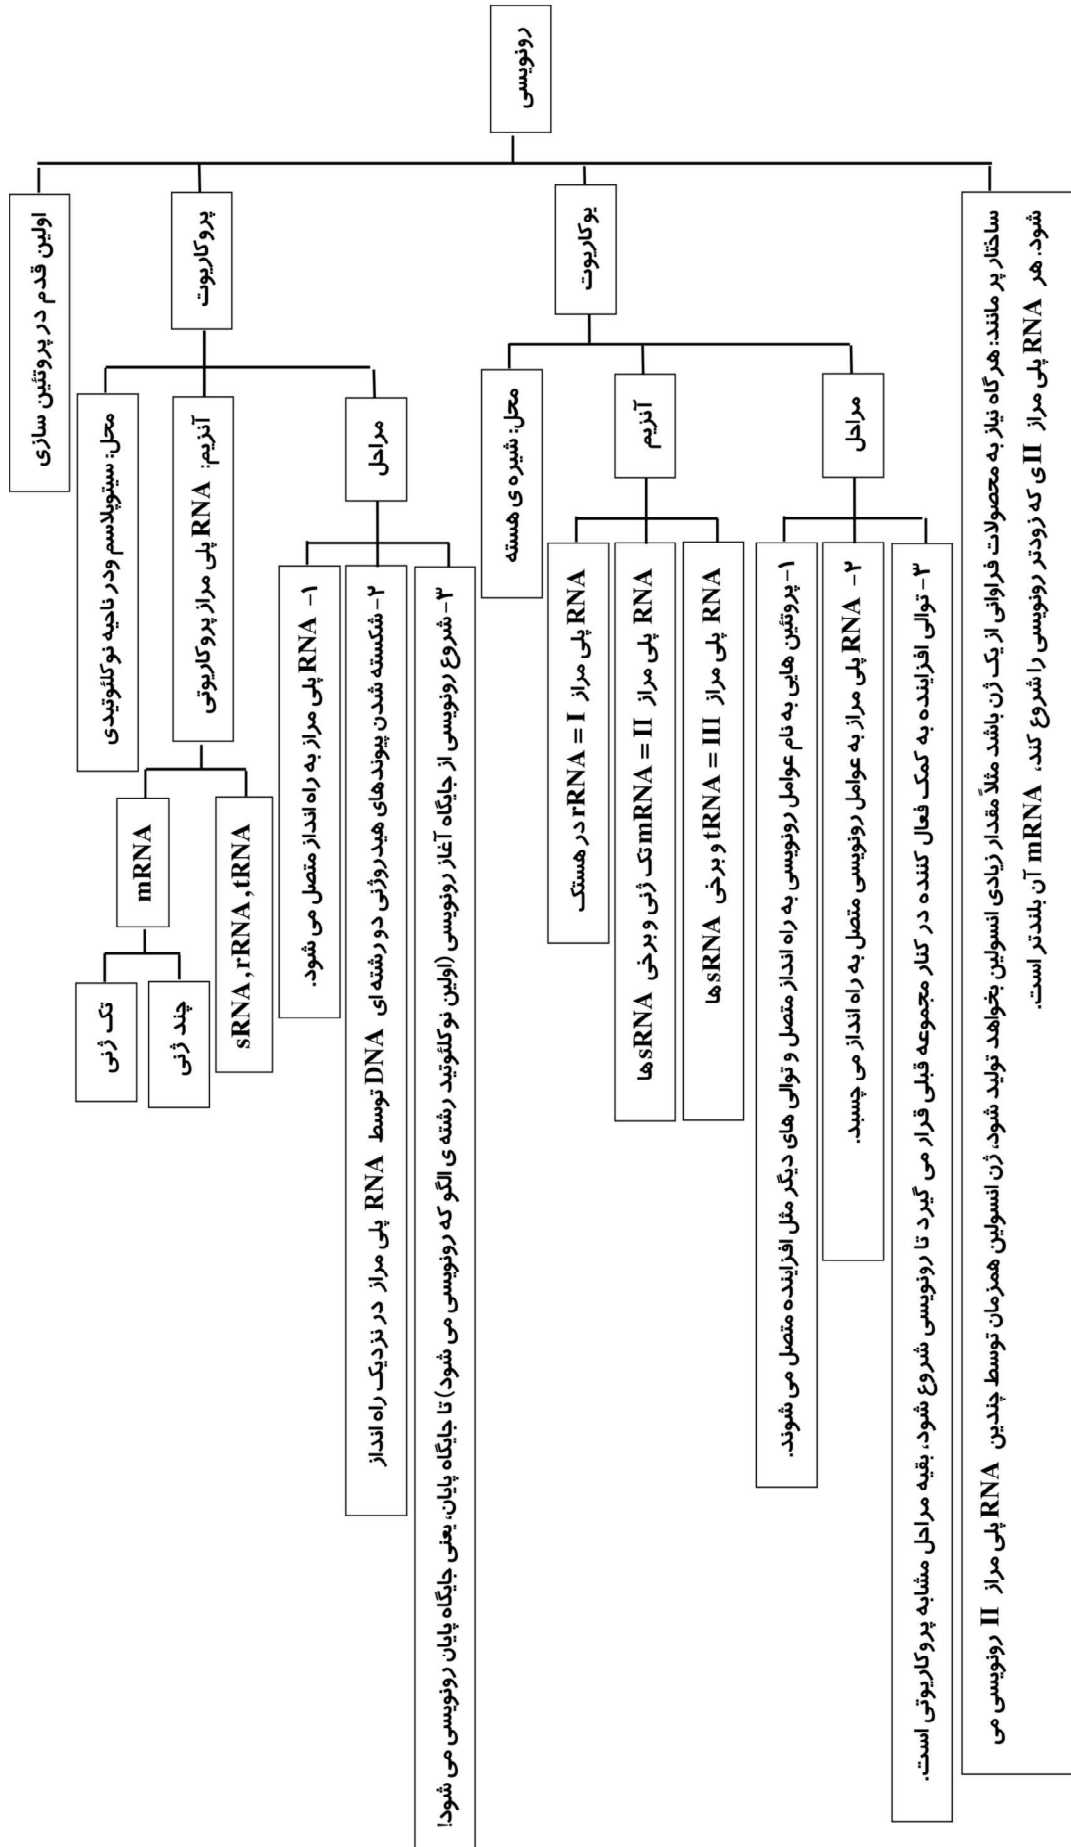 رونویسی
اولین قدم در پروتئین سازی
پروکاریوت
محل: سیتوپلاسم ودر ناحیه نوکلئوتیدی
آنزیم: RNA پلی مراز پروکاریوتی
mRNA
تک ژنی
چند ژنی
sRNA, rRNA, tRNA
مراحل
۱- RNA پلی مراز به راه انداز متصل می شود.
۲- شکسته شدن پیوندهای هیدروژنی دو رشته ای DNA توسط RNA پلی مراز در نزدیک راه انداز
۳- شروع رونویسی از جایگاه آغاز رونویسی (اولین نوکلئوتید رشته ی الگو که رونویسی می شود) تا جایگاه پایان، یعنی جایگاه پایان رونویسی می شود!
یوکاریوت
محل: شیره ی هسته
آنزیم
RNA پلی مراز I = rRNA در هستک
RNA پلی مراز II = mRNA تک ژنی و برخی sRNA ها
RNA پلی مراز III = tRNA و برخی sRNA ها
مراحل
۱- پروتئین هایی به نام عوامل رونویسی به راه انداز متصل و توالی های دیگر مثل افزاینده متصل می شوند.
۲- RNA پلی مراز به عوامل رونویسی متصل به راه انداز می چسبد.
۳- توالی افزاینده به کمک فعال کننده در کنار مجموعه قبلی قرار می گیرد تا رونویسی شروع شود، بقیه مراحل مشابه پروکاریوتی است.
ساختار پر مانند: هرگاه نیاز به محصولات فراوانی از یک ژن باشد مثلاً مقدار زیادی انسولین بخواهد تولید شود، ژن انسولین همزمان توسط چندین RNA پلی مراز II رونویسی می
شود. هر RNA پلی مراز II ی که زودتر رونویسی را شروع کند، mRNA آن بلندتر است.